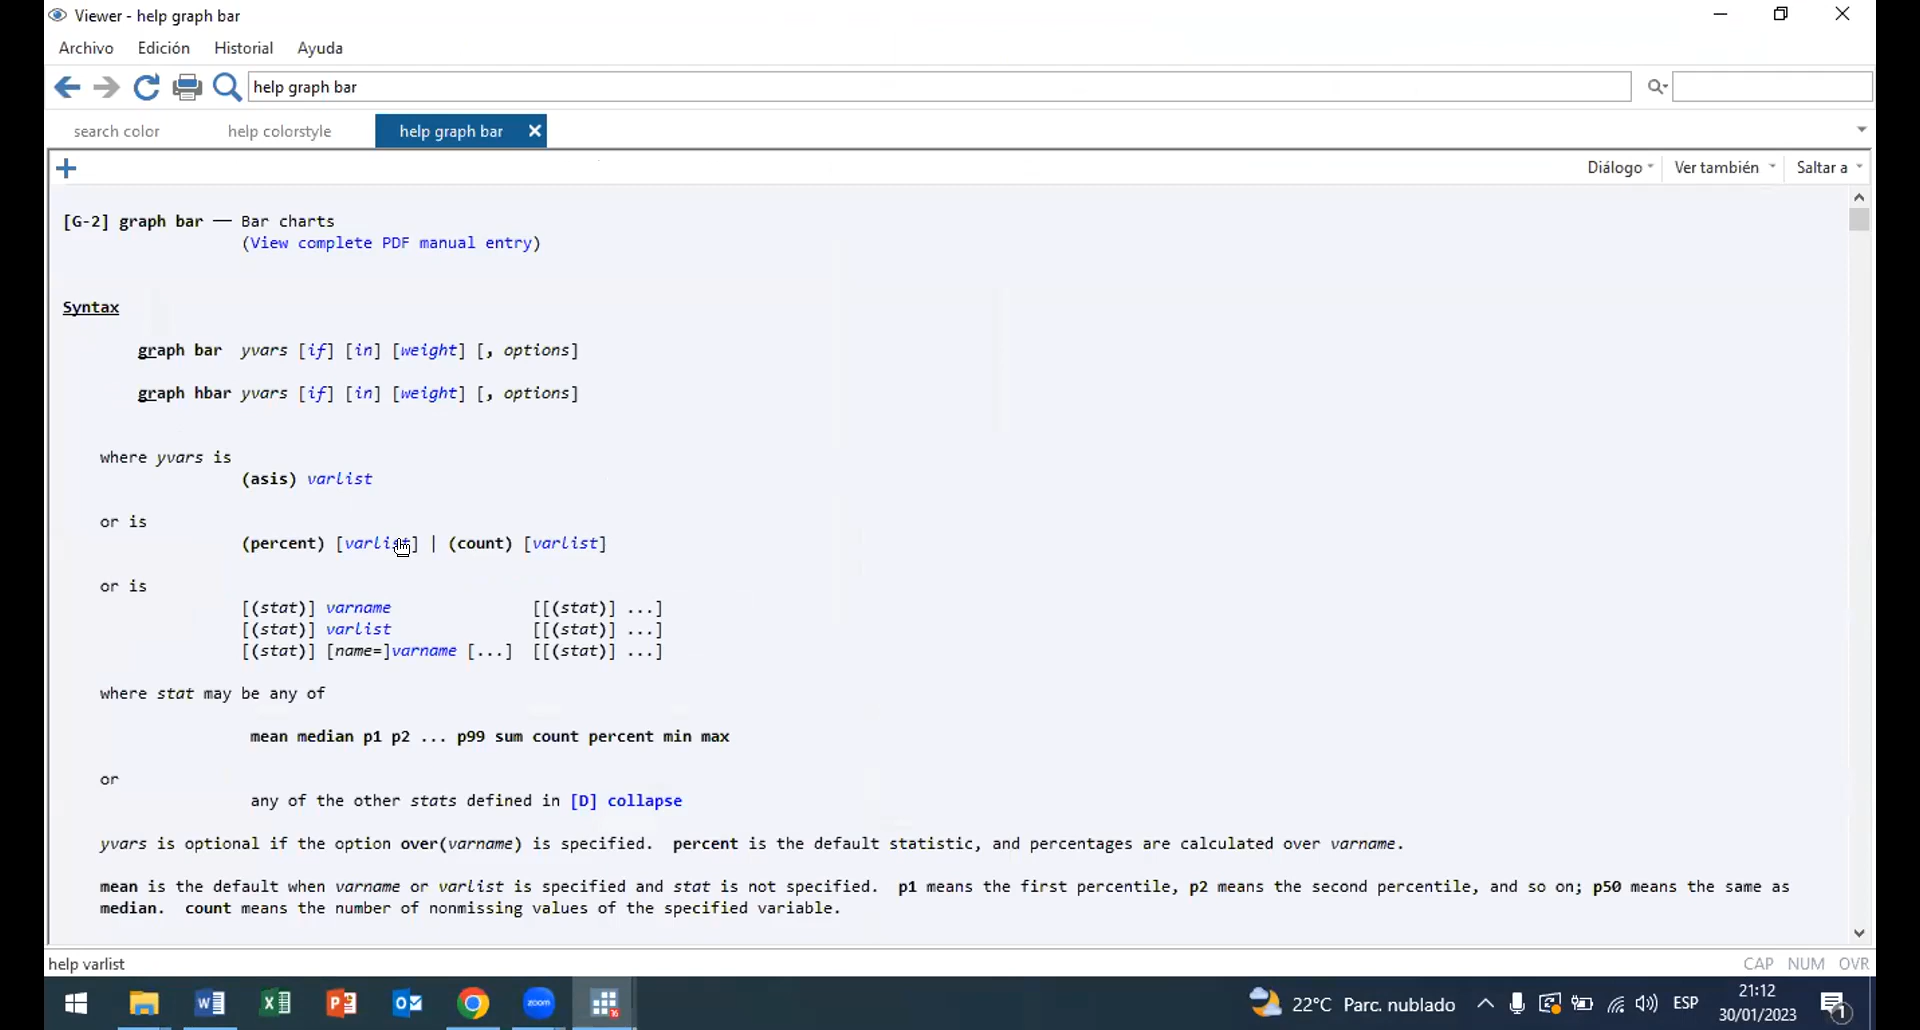 Viewer - help graph bar
Archivo Edición Historial Ayuda
help graph bar
search color help colorstyle help graph bar
Diálogo Ver también Saltar a
[G-2] graph bar — Bar charts
(View complete PDF manual entry)
Syntax
graph bar yvars [if] [in] [weight] [, options]
graph hbar yvars [if] [in] [weight] [, options]
where yvars is
(asis) varlist
or is
(percent) [varlist] | (count) [varlist]
or is
[(stat)] varname [[(stat)] ...]
[(stat)] varlist [[(stat)] ...]
[(stat)] [name=]varname [...] [[(stat)] ...]
where stat may be any of
mean median p1 p2 ... p99 sum count percent min max
or
any of the other stats defined in [D] collapse
yvars is optional if the option over(varname) is specified. percent is the default statistic, and percentages are calculated over varname.
mean is the default when varname or varlist is specified and stat is not specified. p1 means the first percentile, p2 means the second percentile, and so on; p50 means the same as
median. count means the number of nonmissing values of the specified variable.
help varlist
CAP NUM OVR
zoom
22°C Parc. nublado
ESP
21:12
30/01/2023
1